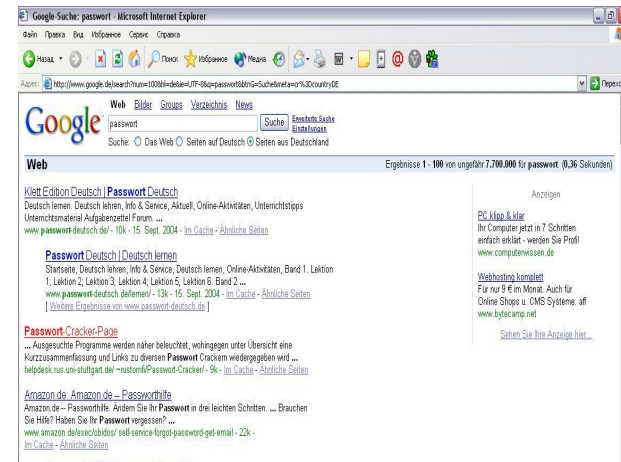 Google-Suche: passwort - Microsoft Internet Explorer
Файл Правка Вид Избранное Сервис Справка
Назад Поиск Избранное Медиа
Адрес: http://www.google.de/search?num=100&hl=de&ie=UTF-8&q=passwort&btnG=Suche&meta=cr%3DcountryDE Перехо
Web Bilder Groups Verzeichnis News
Google passwort Suche Erweiterte Suche
Einstellungen
Suche: Das Web Seiten auf Deutsch Seiten aus Deutschland
Web Ergebnisse 1 - 100 von ungefähr 7.700.000 für passwort. (0,36 Sekunden)
Klett Edition Deutsch | Passwort Deutsch
Deutsch lernen. Deutsch lehren, Info & Service, Aktuell, Online-Aktivitäten, Unterrichtstipps
Unterrichtsmaterial Aufgabenzettel Forum. ...
www.passwort-deutsch.de/ - 10k - 15. Sept. 2004 - Im Cache - Ähnliche Seiten
Passwort Deutsch | Deutsch lernen
Startseite, Deutsch lehren, Info & Service, Deutsch lernen, Online-Aktivitäten, Band 1. Lektion
1; Lektion 2; Lektion 3; Lektion 4; Lektion 5; Lektion 6. Band 2 ...
www.passwort-deutsch.de/lernen/ - 13k - 15. Sept. 2004 - Im Cache - Ähnliche Seiten
[ Weitere Ergebnisse von www.passwort-deutsch.de ]
Passwort-Cracker-Page
... Ausgesuchte Programme werden näher beleuchtet, wohingegen unter Übersicht eine
Kurzzusammenfassung und Links zu diversen Passwort Crackern wiedergegeben wird ...
helpdesk.rus.uni-stuttgart.de/ ~rustomfi/Passwort-Cracker/ - 9k - Im Cache - Ähnliche Seiten
Amazon.de: Amazon.de -- Passworthilfe
Amazon.de -- Passworthilfe. Ändern Sie Ihr Passwort in drei leichten Schritten. ... Brauchen
Sie Hilfe? Haben Sie Ihr Passwort vergessen? ...
www.amazon.de/exec/obidos/ self-service-forgot-password-get-email - 22k -
Im Cache - Ähnliche Seiten
Anzeigen
PC klipp & klar
Ihr Computer jetzt in 7 Schritten
einfach erklärt - werden Sie Profi!
www.computerwissen.de
Webhosting komplett
Für nur 9 € im Monat. Auch für
Online Shops u. CMS Systeme. aff
www.bytecamp.net
Sehen Sie Ihre Anzeige hier...